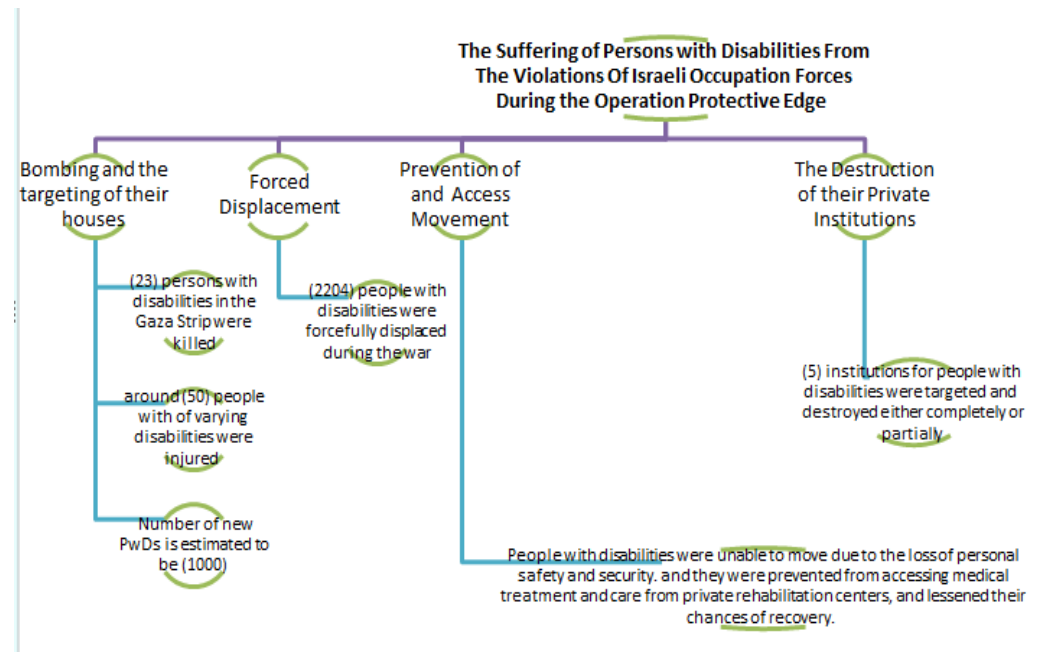 The Suffering of Persons with Disabilities From
The Violations Of Israeli Occupation Forces
During the Operation Protective Edge
Bombing and the
targeting of their
houses
Forced
Displacement
Prevention of
and Access
Movement
The Destruction
of their Private
Institutions
(23) persons with
disabilities in the
Gaza Strip were
killed
(2204) people with
disabilities were
forcefully displaced
during the war
(5) institutions for people with
disabilities were targeted and
destroyed either completely or
partially
around (50) people
with of varying
disabilities were
injured
Number of new
PwDs is estimated to
be (1000)
People with disabilities were unable to move due to the loss of personal
safety and security. and they were prevented from accessing medical
treatment and care from private rehabilitation centers, and lessened their
chances of recovery.